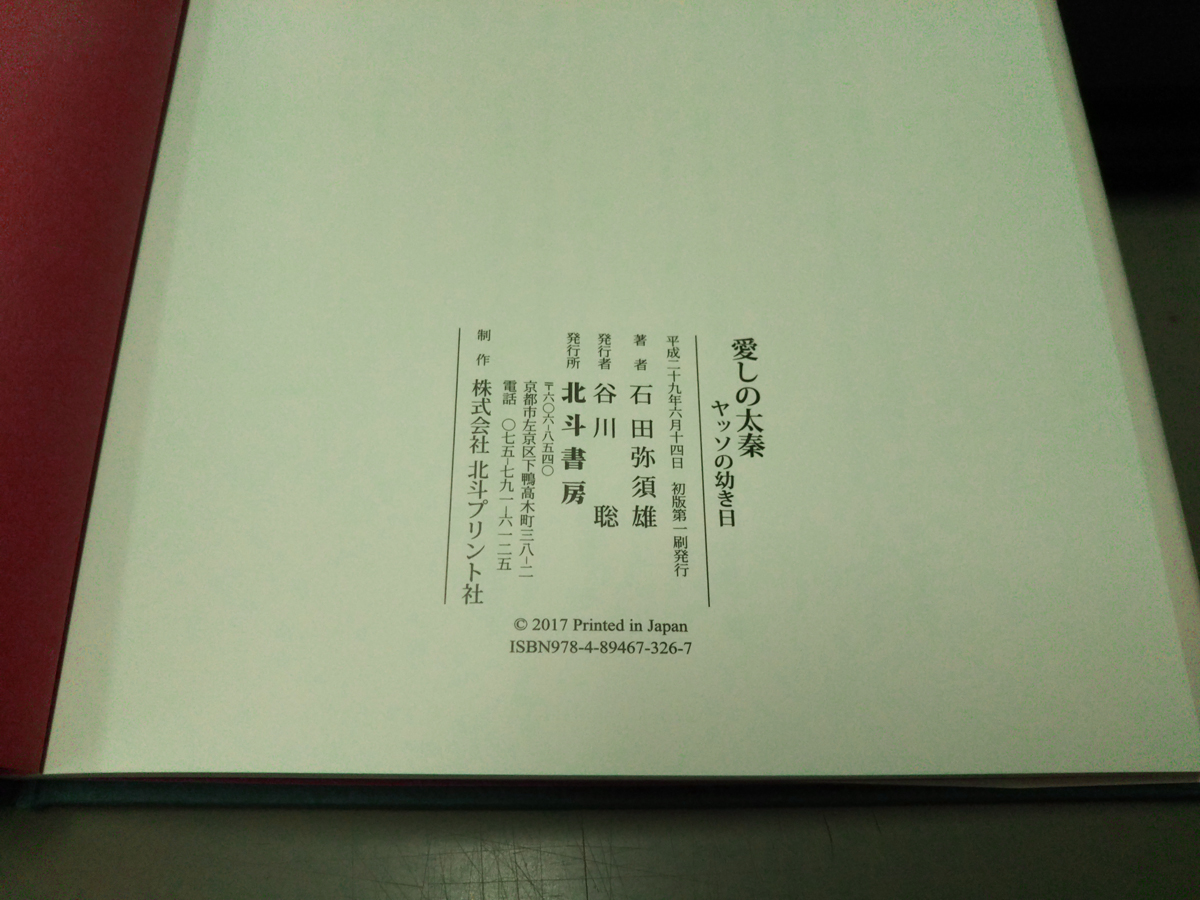 愛しの太秦
ヤッソの幼き日
平成二十九年六月十四日　初版第一刷発行
著　者　石田弥須雄
発行者　谷川　聡
発行所　北斗書房
〒六〇六-八五四〇
京都市左京区下鴨高木町三八-二
電話　〇七五-七九一-六一二五
制　作　株式会社 北斗プリント社
© 2017 Printed in Japan
ISBN978-4-89467-326-7